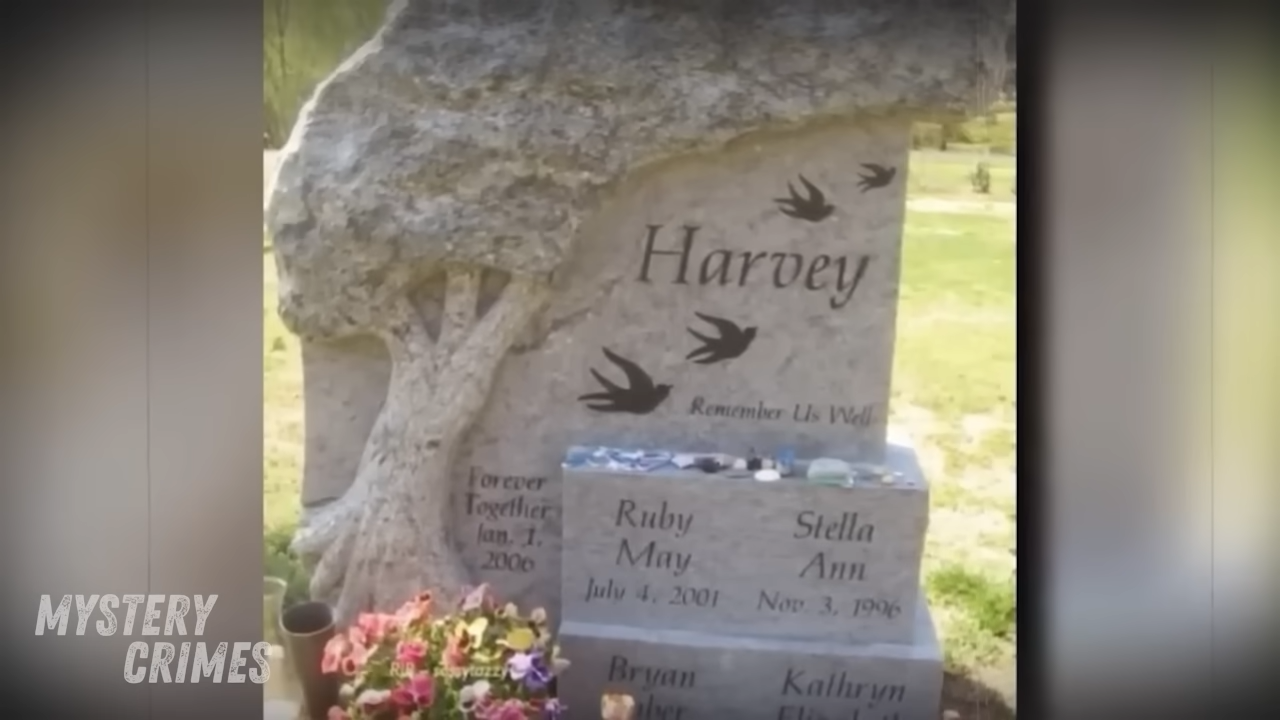 Harvey
Remember Us Well
Forever
Together
Jan. 1,
2006
Ruby
May
July 4, 2001
Stella
Ann
Nov. 3, 1996
Bryan
Kathryn
MYSTERY
CRIMES